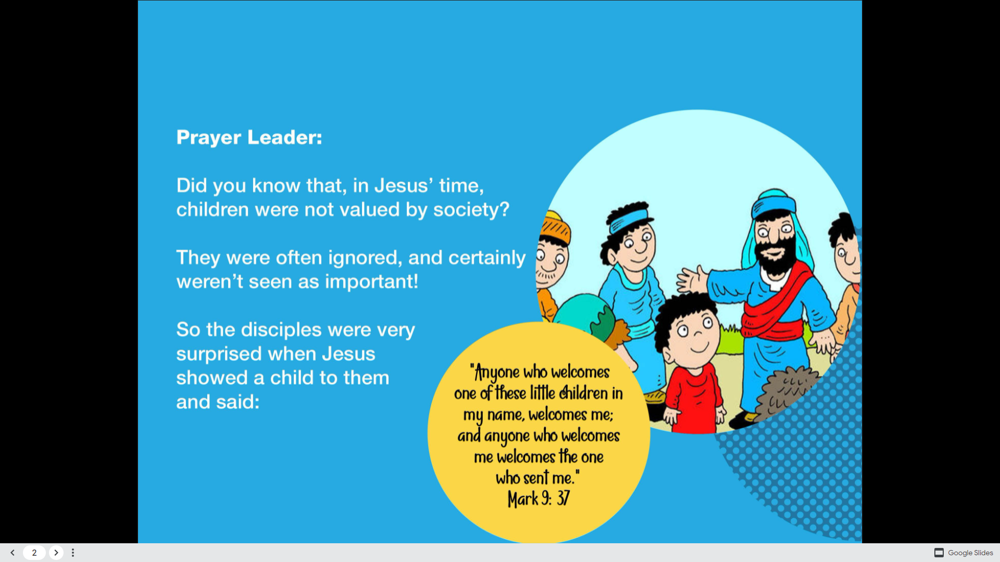 Prayer Leader:
Did you know that, in Jesus’ time,
children were not valued by society?
They were often ignored, and certainly
weren’t seen as important!
So the disciples were very
surprised when Jesus
showed a child to them
and said:
"Anyone who welcomes
one of these little children in
my name, welcomes me;
and anyone who welcomes
me welcomes the one
who sent me."
Mark 9: 37
2
Google Slides